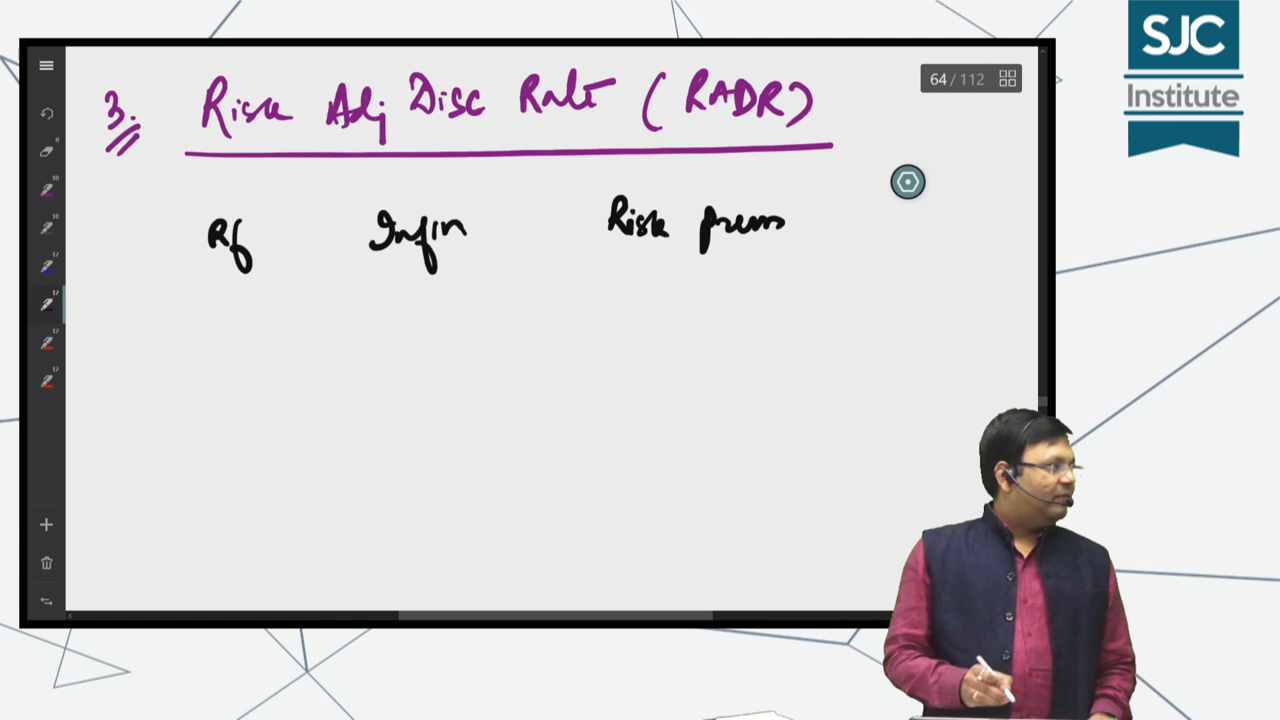 SJC
Institute
64 / 112
3. Risk Adj Disc Rate (RADR)
Rf Infln Risk prem